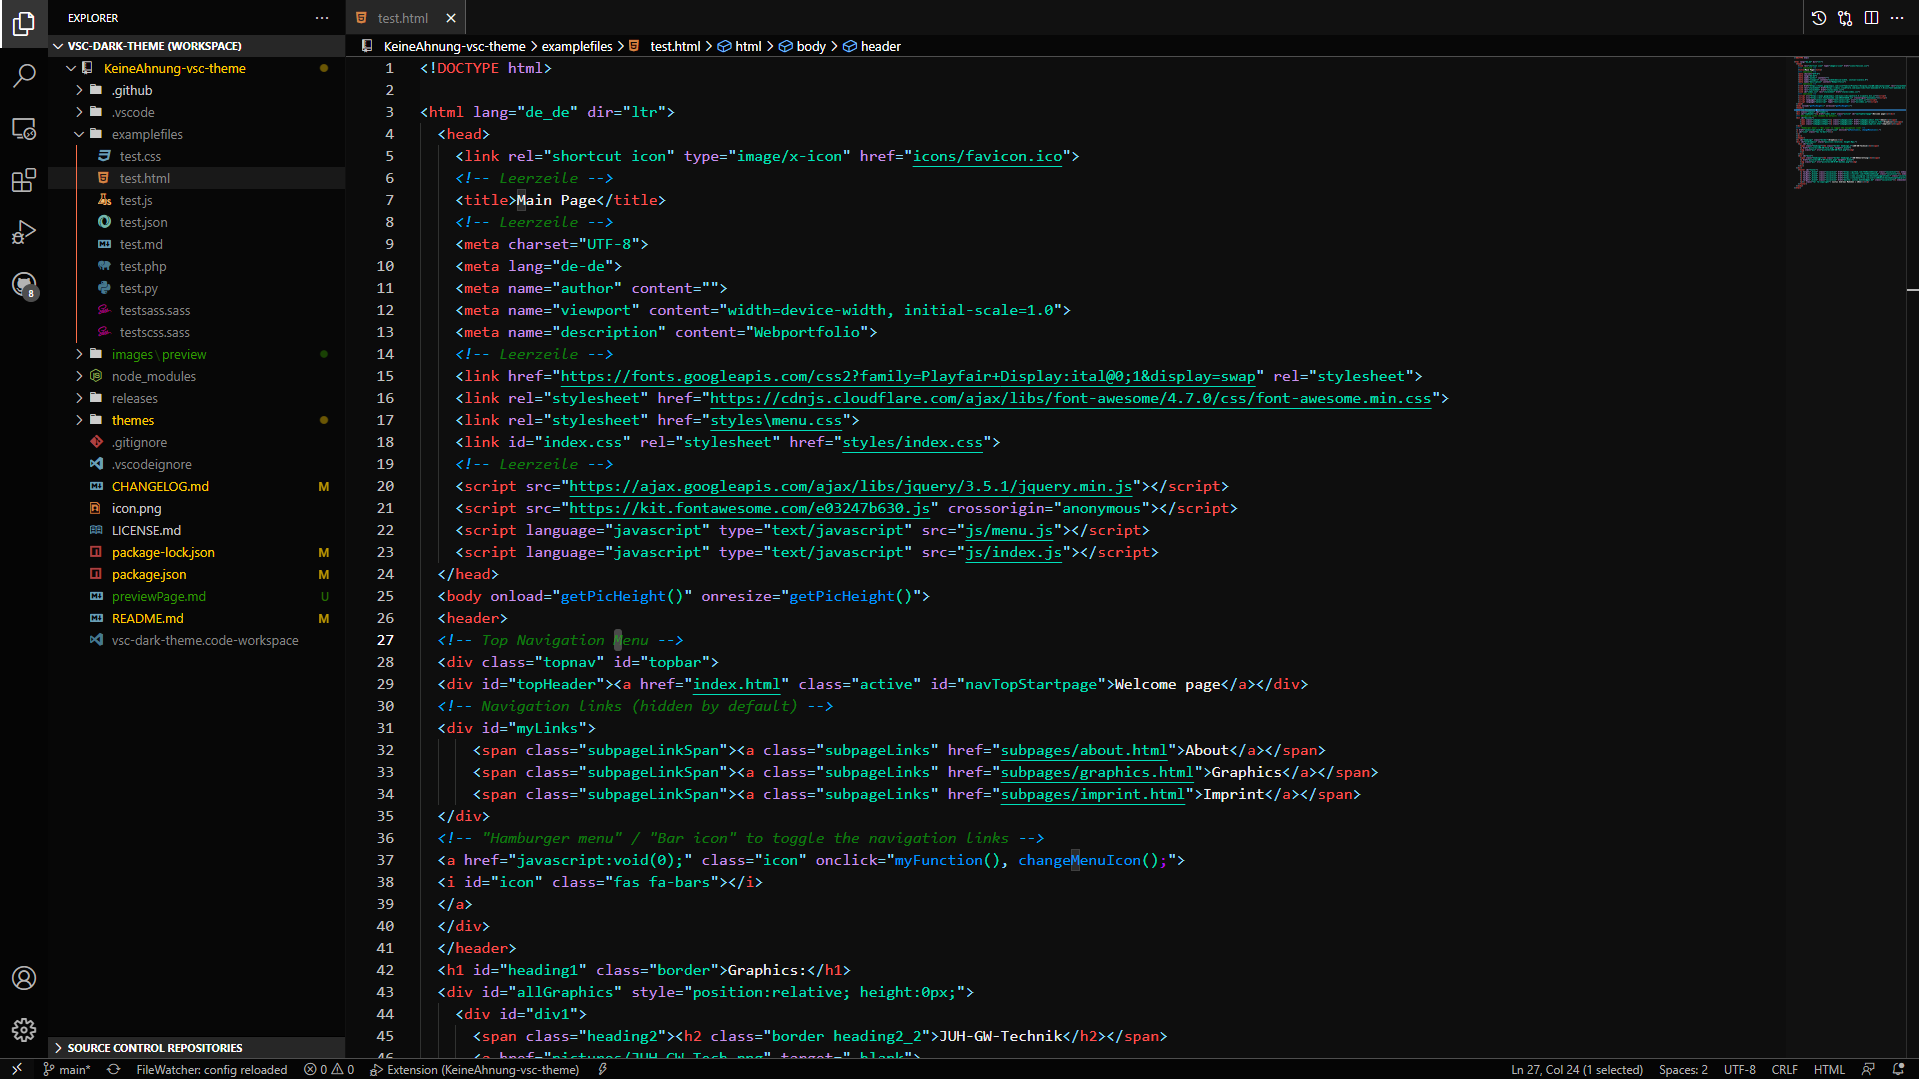 EXPLORER
test.html
VSC-DARK-THEME (WORKSPACE)
KeineAhnung-vsc-theme
.github
.vscode
examplefiles
test.css
test.html
test.js
test.json
test.md
test.php
test.py
testsass.sass
testscss.sass
images\preview
node_modules
releases
themes
.gitignore
.vscodeignore
CHANGELOG.md M
icon.png
LICENSE.md
package-lock.json M
package.json M
previewPage.md U
README.md M
vsc-dark-theme.code-workspace
SOURCE CONTROL REPOSITORIES
8
KeineAhnung-vsc-theme > examplefiles > test.html > html > body > header
1 <!DOCTYPE html>
2
3 <html lang="de_de" dir="ltr">
4 <head>
5 <link rel="shortcut icon" type="image/x-icon" href="icons/favicon.ico">
6 <!-- Leerzeile -->
7 <title>Main Page</title>
8 <!-- Leerzeile -->
9 <meta charset="UTF-8">
10 <meta lang="de-de">
11 <meta name="author" content="">
12 <meta name="viewport" content="width=device-width, initial-scale=1.0">
13 <meta name="description" content="Webportfolio">
14 <!-- Leerzeile -->
15 <link href="https://fonts.googleapis.com/css2?family=Playfair+Display:ital@0;1&display=swap" rel="stylesheet">
16 <link rel="stylesheet" href="https://cdnjs.cloudflare.com/ajax/libs/font-awesome/4.7.0/css/font-awesome.min.css">
17 <link rel="stylesheet" href="styles\menu.css">
18 <link id="index.css" rel="stylesheet" href="styles/index.css">
19 <!-- Leerzeile -->
20 <script src="https://ajax.googleapis.com/ajax/libs/jquery/3.5.1/jquery.min.js"></script>
21 <script src="https://kit.fontawesome.com/e03247b630.js" crossorigin="anonymous"></script>
22 <script language="javascript" type="text/javascript" src="js/menu.js"></script>
23 <script language="javascript" type="text/javascript" src="js/index.js"></script>
24 </head>
25 <body onload="getPicHeight()" onresize="getPicHeight()">
26 <header>
27 <!-- Top Navigation Menu -->
28 <div class="topnav" id="topbar">
29 <div id="topHeader"><a href="index.html" class="active" id="navTopStartpage">Welcome page</a></div>
30 <!-- Navigation links (hidden by default) -->
31 <div id="myLinks">
32 <span class="subpageLinkSpan"><a class="subpageLinks" href="subpages/about.html">About</a></span>
33 <span class="subpageLinkSpan"><a class="subpageLinks" href="subpages/graphics.html">Graphics</a></span>
34 <span class="subpageLinkSpan"><a class="subpageLinks" href="subpages/imprint.html">Imprint</a></span>
35 </div>
36 <!-- "Hamburger menu" / "Bar icon" to toggle the navigation links -->
37 <a href="javascript:void(0);" class="icon" onclick="myFunction(), changeMenuIcon();">
38 <i id="icon" class="fas fa-bars"></i>
39 </a>
40 </div>
41 </header>
42 <h1 id="heading1" class="border">Graphics:</h1>
43 <div id="allGraphics" style="position:relative; height:0px;">
44 <div id="div1">
45 <span class="heading2"><h2 class="border heading2_2">JUH-GW-Technik</h2></span>
46 <a href="pictures/JUH-GW-Tech.png" target="_blank">
main* FileWatcher: config reloaded 0 0 Extension (KeineAhnung-vsc-theme) Ln 27, Col 24 (1 selected) Spaces: 2 UTF-8 CRLF HTML